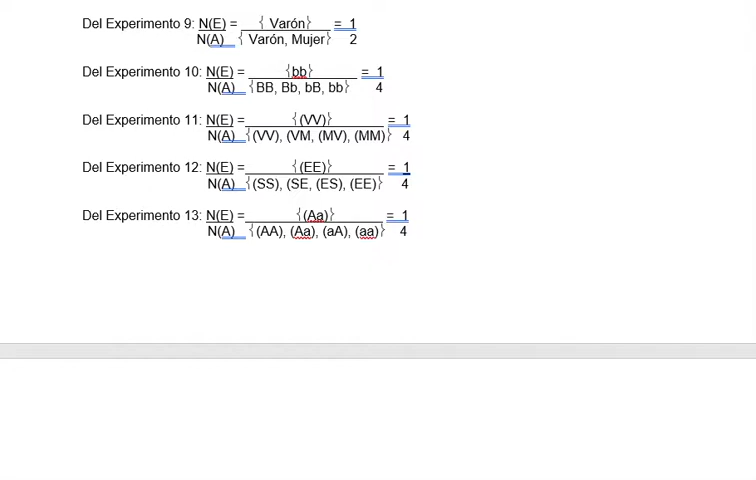 Del Experimento 9: N(E) = { Varón} = 1
N(A) { Varón, Mujer} 2
Del Experimento 10: N(E) = {bb} = 1
N(A) {BB, Bb, bB, bb} 4
Del Experimento 11: N(E) = {(VV)} = 1
N(A) {(VV), (VM, (MV), (MM)} 4
Del Experimento 12: N(E) = {(EE)} = 1
N(A) {(SS), (SE, (ES), (EE)} 4
Del Experimento 13: N(E) = {(Aa)} = 1
N(A) {(AA), (Aa), (aA), (aa)} 4